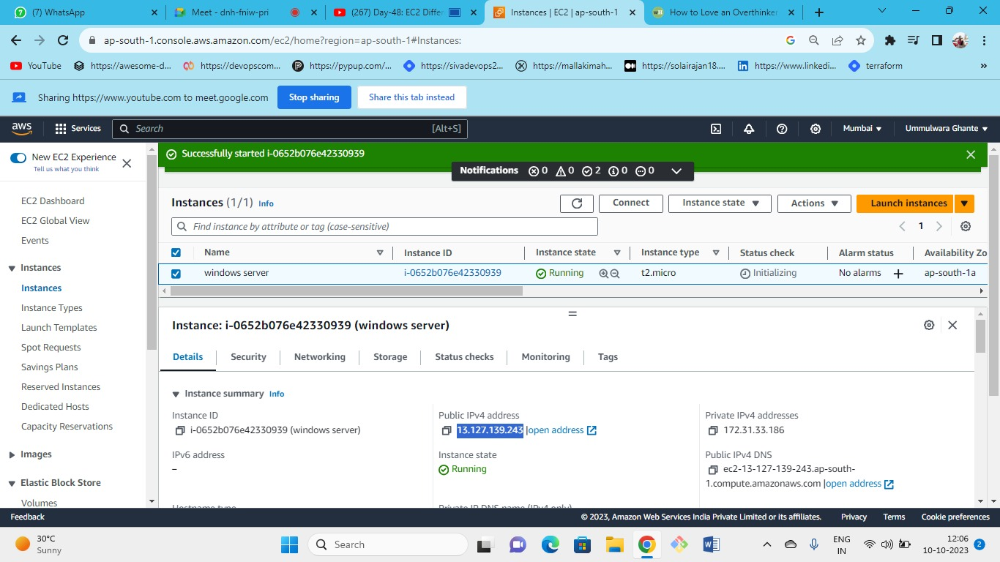 (7) WhatsApp
Meet - dnh-fniw-pri
(267) Day-48: EC2 Differ
Instances | EC2 | ap-south-1
How to Love an Overthinker
ap-south-1.console.aws.amazon.com/ec2/home?region=ap-south-1#Instances:
YouTube
https://awesome-d...
https://devopscom...
https://pypup.com/...
https://sivadevops2...
https://mallakimah...
https://solairajan18....
https://www.linkedi...
terraform
»
Sharing https://www.youtube.com to meet.google.com
Stop sharing
Share this tab instead
aws
Services
Search
[Alt+S]
Mumbai
Ummulwara Ghante
New EC2 Experience
Tell us what you think
EC2 Dashboard
EC2 Global View
Events
Instances
Instances
Instance Types
Launch Templates
Spot Requests
Savings Plans
Reserved Instances
Dedicated Hosts
Capacity Reservations
Images
Elastic Block Store
Volumes
Successfully started i-0652b076e42330939
Notifications 0 0 2 0 0
Instances (1/1) Info
Connect
Instance state
Actions
Launch instances
Find instance by attribute or tag (case-sensitive)
1
Name Instance ID Instance state Instance type Status check Alarm status Availability Zo
windows server i-0652b076e42330939 Running t2.micro Initializing No alarms + ap-south-1a
Instance: i-0652b076e42330939 (windows server)
Details Security Networking Storage Status checks Monitoring Tags
Instance summary Info
Instance ID
i-0652b076e42330939 (windows server)
Public IPv4 address
13.127.139.243 |open address
Private IPv4 addresses
172.31.33.186
IPv6 address
–
Instance state
Running
Public IPv4 DNS
ec2-13-127-139-243.ap-south-
1.compute.amazonaws.com |open address
Hostname type
Private IP DNS name (IPv4 only)
Feedback
© 2023, Amazon Web Services India Private Limited or its affiliates.
Privacy
Terms
Cookie preferences
30°C
Sunny
Search
ENG
IN
12:06
10-10-2023
2